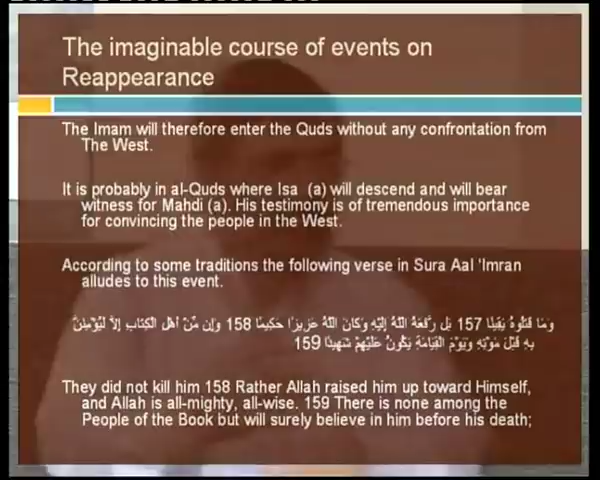 The imaginable course of events on
Reappearance
The Imam will therefore enter the Quds without any confrontation from
The West.
It is probably in al-Quds where Isa (a) will descend and will bear
witness for Mahdi (a). His testimony is of tremendous importance
for convincing the people in the West.
According to some traditions the following verse in Sura Aal 'Imran
alludes to this event.
وَمَا قَتَلُوهُ يَقِينًا 157 بَل رَّفَعَهُ اللّهُ إِلَيْهِ وَكَانَ اللّهُ عَزِيزًا حَكِيمًا 158 وَإِن مِّنْ أَهْلِ الْكِتَابِ إِلاَّ لَيُؤْمِنَنَّ
بِهِ قَبْلَ مَوْتِهِ وَيَوْمَ الْقِيَامَةِ يَكُونُ عَلَيْهِمْ شَهِيدًا 159
They did not kill him 158 Rather Allah raised him up toward Himself,
and Allah is all-mighty, all-wise. 159 There is none among the
People of the Book but will surely believe in him before his death;